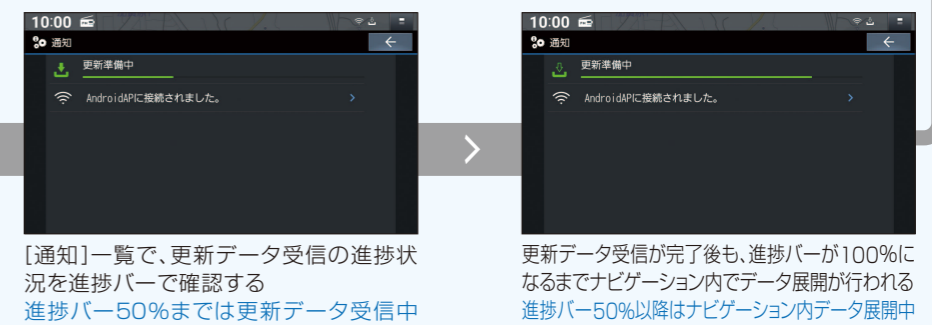 10:00
通知
更新準備中
AndroidAPに接続されました。
[通知]一覧で、更新データ受信の進捗状
況を進捗バーで確認する
進捗バー50%までは更新データ受信中
10:00
通知
更新準備中
AndroidAPに接続されました。
更新データ受信が完了後も、進捗バーが100%に
なるまでナビゲーション内でデータ展開が行われる
進捗バー50%以降はナビゲーション内データ展開中